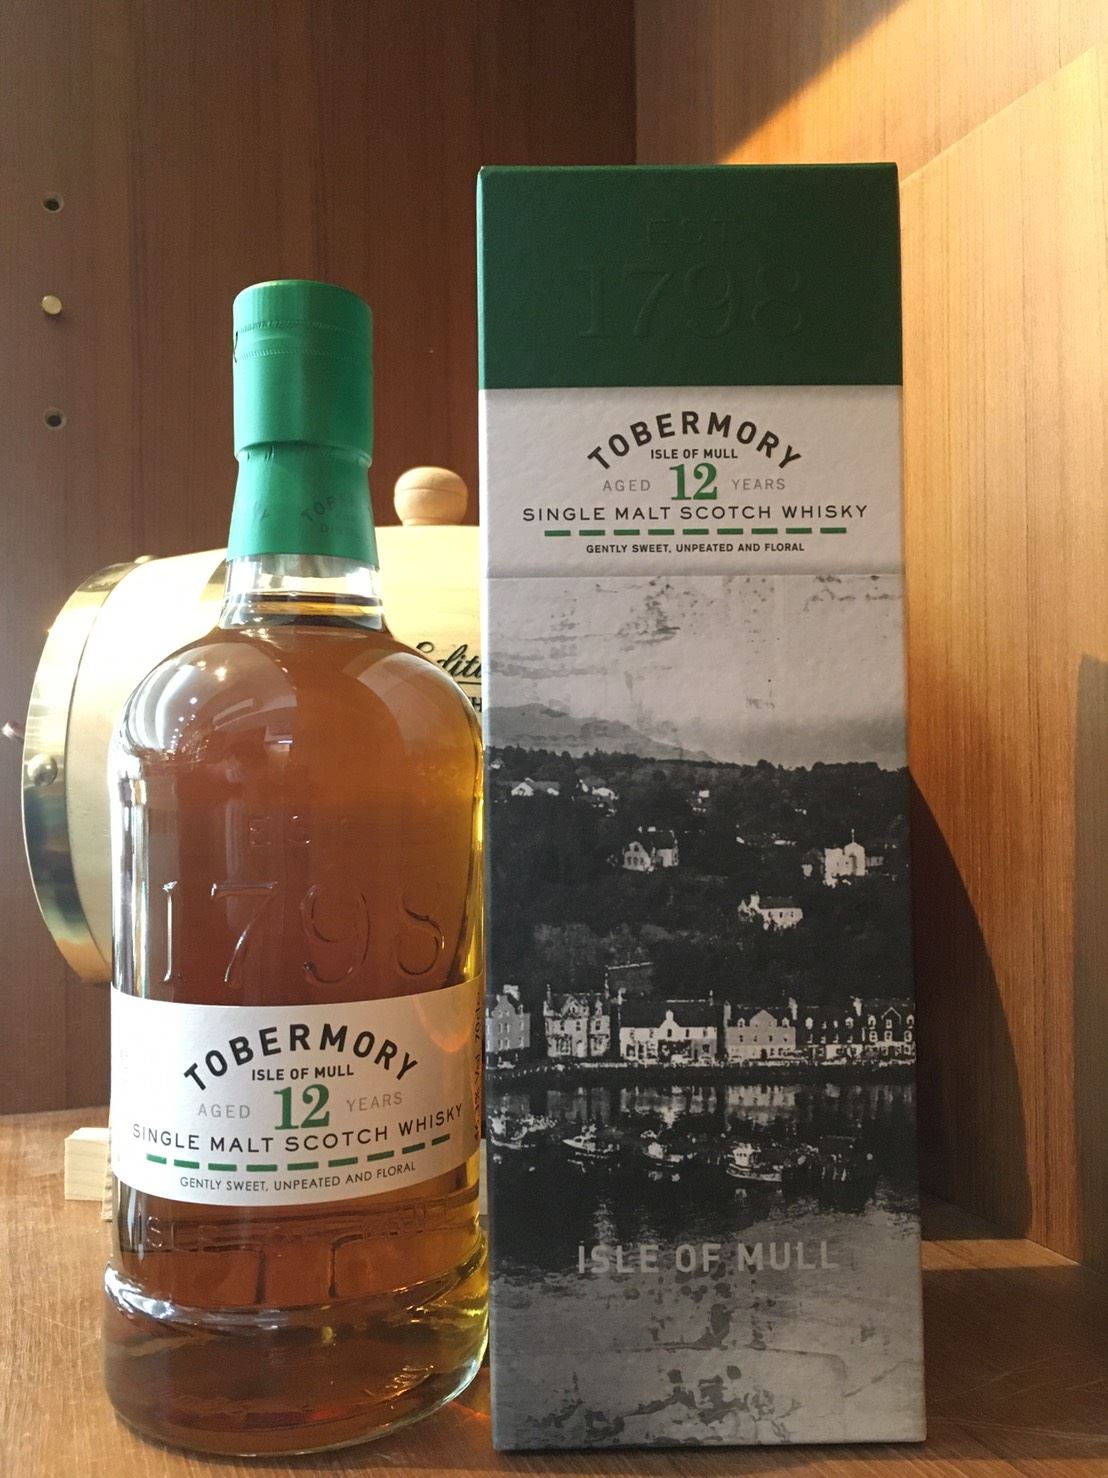 TOBERMORY
EST
1798
TOBERMORY
ISLE OF MULL
AGED 12 YEARS
SINGLE MALT SCOTCH WHISKY
GENTLY SWEET, UNPEATED AND FLORAL
EST
1798
TOBERMORY
ISLE OF MULL
AGED 12 YEARS
SINGLE MALT SCOTCH WHISKY
GENTLY SWEET, UNPEATED AND FLORAL
ISLE OF MULL